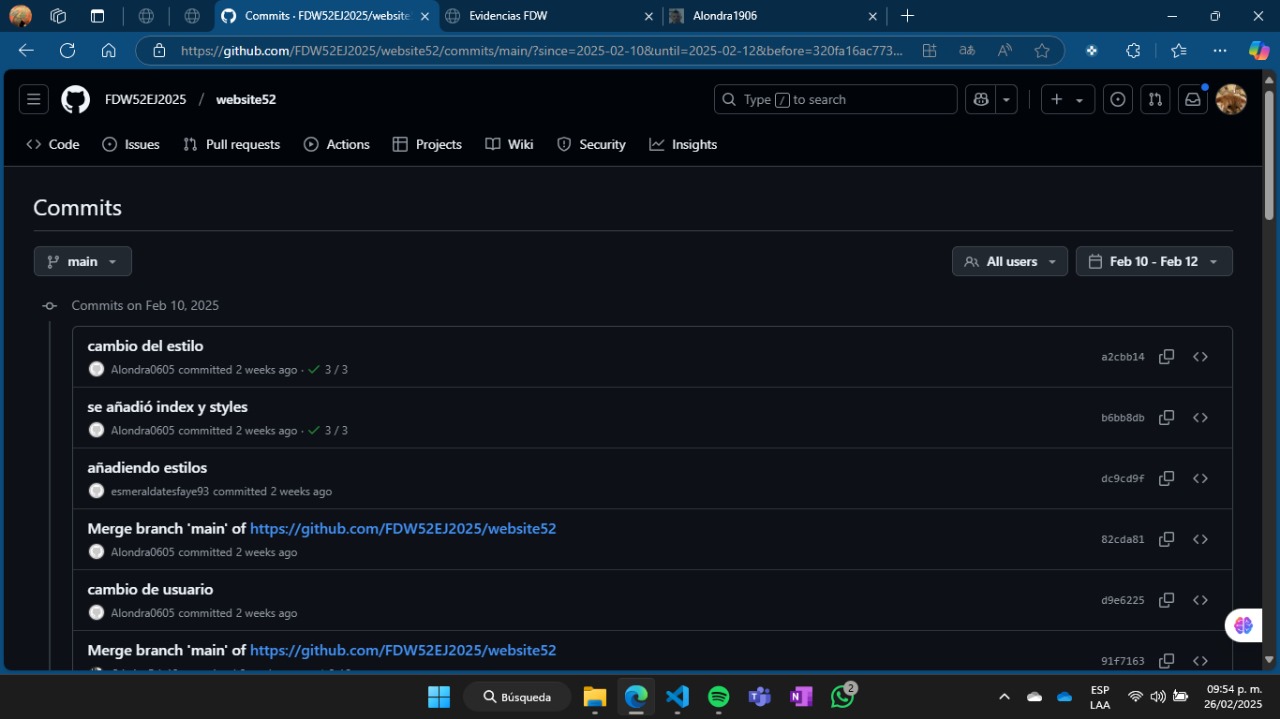 Commits · FDW52EJ2025/website5
Evidencias FDW
Alondra1906
https://github.com/FDW52EJ2025/website52/commits/main/?since=2025-02-10&until=2025-02-12&before=320fa16ac773...
FDW52EJ2025 / website52
Type / to search
Code
Issues
Pull requests
Actions
Projects
Wiki
Security
Insights
Commits
main
All users
Feb 10 - Feb 12
Commits on Feb 10, 2025
cambio del estilo
Alondra0605 committed 2 weeks ago · 3 / 3
a2cbb14
se añadió index y styles
Alondra0605 committed 2 weeks ago · 3 / 3
b6bb8db
añadiendo estilos
esmeraldatesfaye93 committed 2 weeks ago
dc9cd9f
Merge branch 'main' of https://github.com/FDW52EJ2025/website52
Alondra0605 committed 2 weeks ago
82cda81
cambio de usuario
Alondra0605 committed 2 weeks ago
d9e6225
Merge branch 'main' of https://github.com/FDW52EJ2025/website52
91f7163
Búsqueda
2
ESP
LAA
09:54 p. m.
26/02/2025